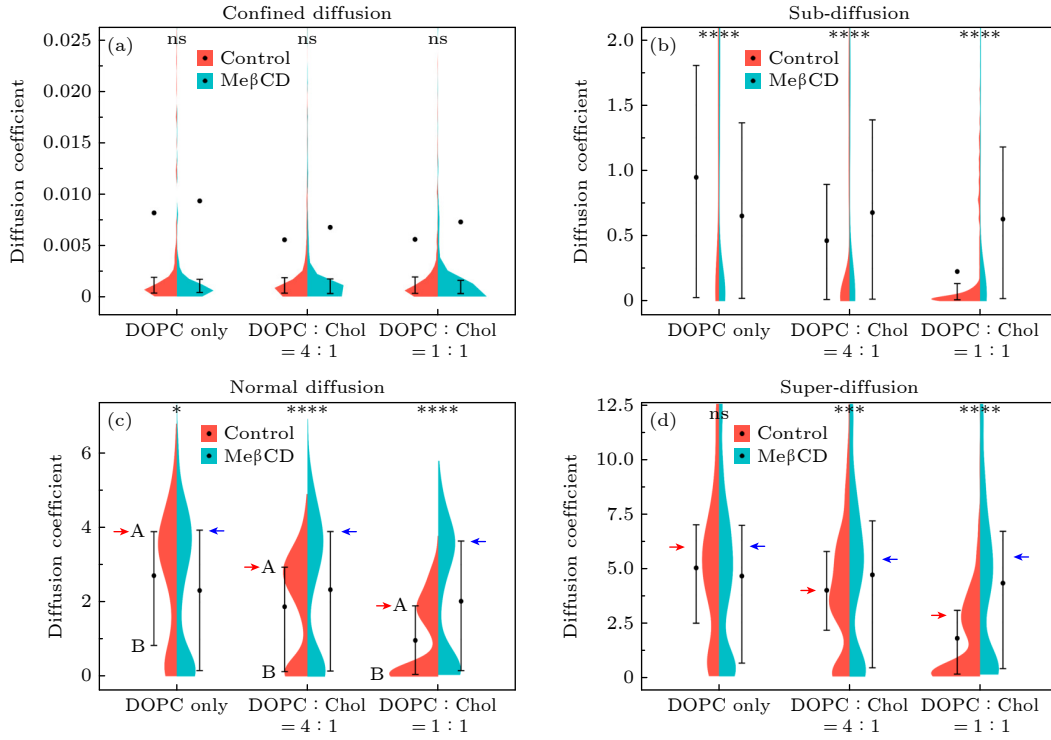 Confined diffusion
(a)
ns
ns
ns
Control
MeβCD
0.025
0.020
0.015
0.010
0.005
0
Diffusion coefficient
DOPC only
DOPC : Chol
= 4 : 1
DOPC : Chol
= 1 : 1
Sub-diffusion
(b)
****
****
****
Control
MeβCD
2.0
1.5
1.0
0.5
0
Diffusion coefficient
DOPC only
DOPC : Chol
= 4 : 1
DOPC : Chol
= 1 : 1
Normal diffusion
(c)
*
****
****
Control
MeβCD
6
4
2
0
Diffusion coefficient
A
B
A
B
A
B
DOPC only
DOPC : Chol
= 4 : 1
DOPC : Chol
= 1 : 1
Super-diffusion
(d)
ns
***
****
Control
MeβCD
12.5
10.0
7.5
5.0
2.5
0
Diffusion coefficient
DOPC only
DOPC : Chol
= 4 : 1
DOPC : Chol
= 1 : 1